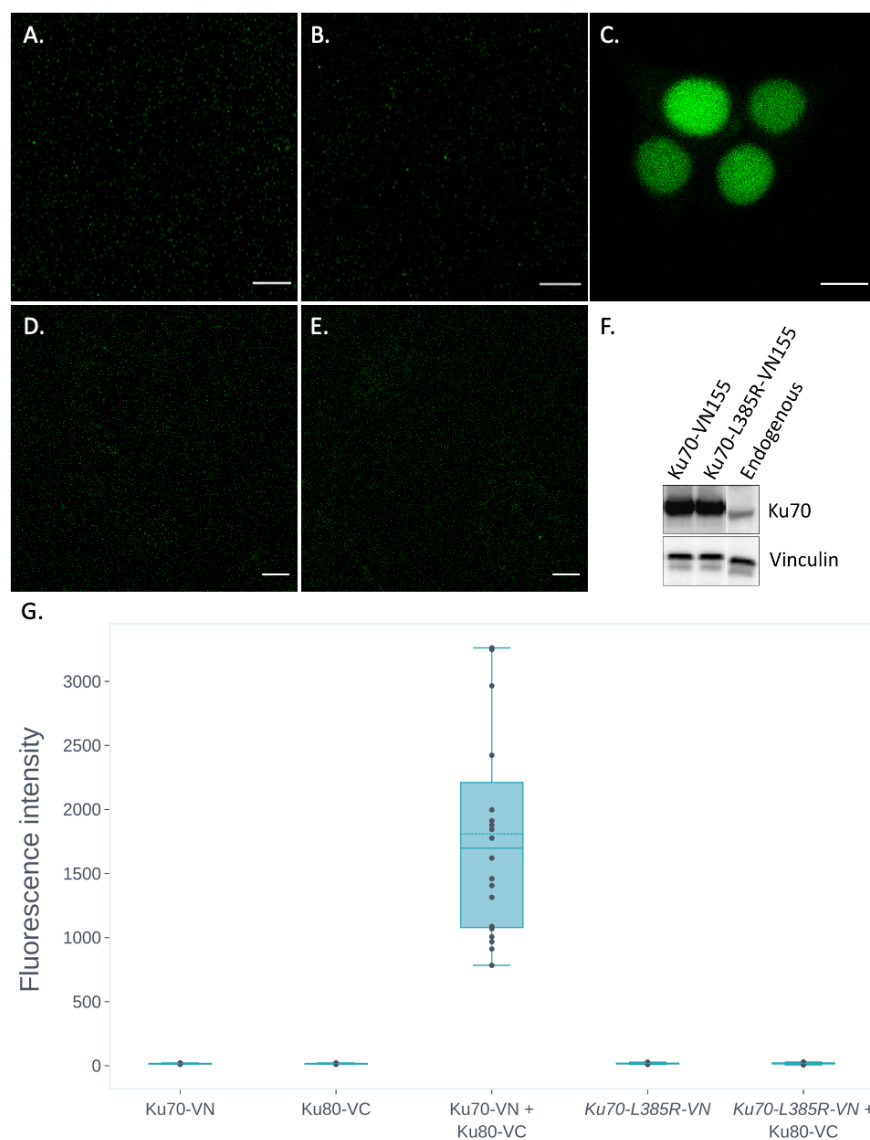 A.
B.
C.
D.
E.
F.
Ku70-VN155
Ku70-L385R-VN155
Endogenous
Ku70
Vinculin
G.
Fluorescence intensity
3000
2500
2000
1500
1000
500
0
Ku70-VN
Ku80-VC
Ku70-VN +
Ku80-VC
Ku70-L385R-VN
Ku70-L385R-VN +
Ku80-VC